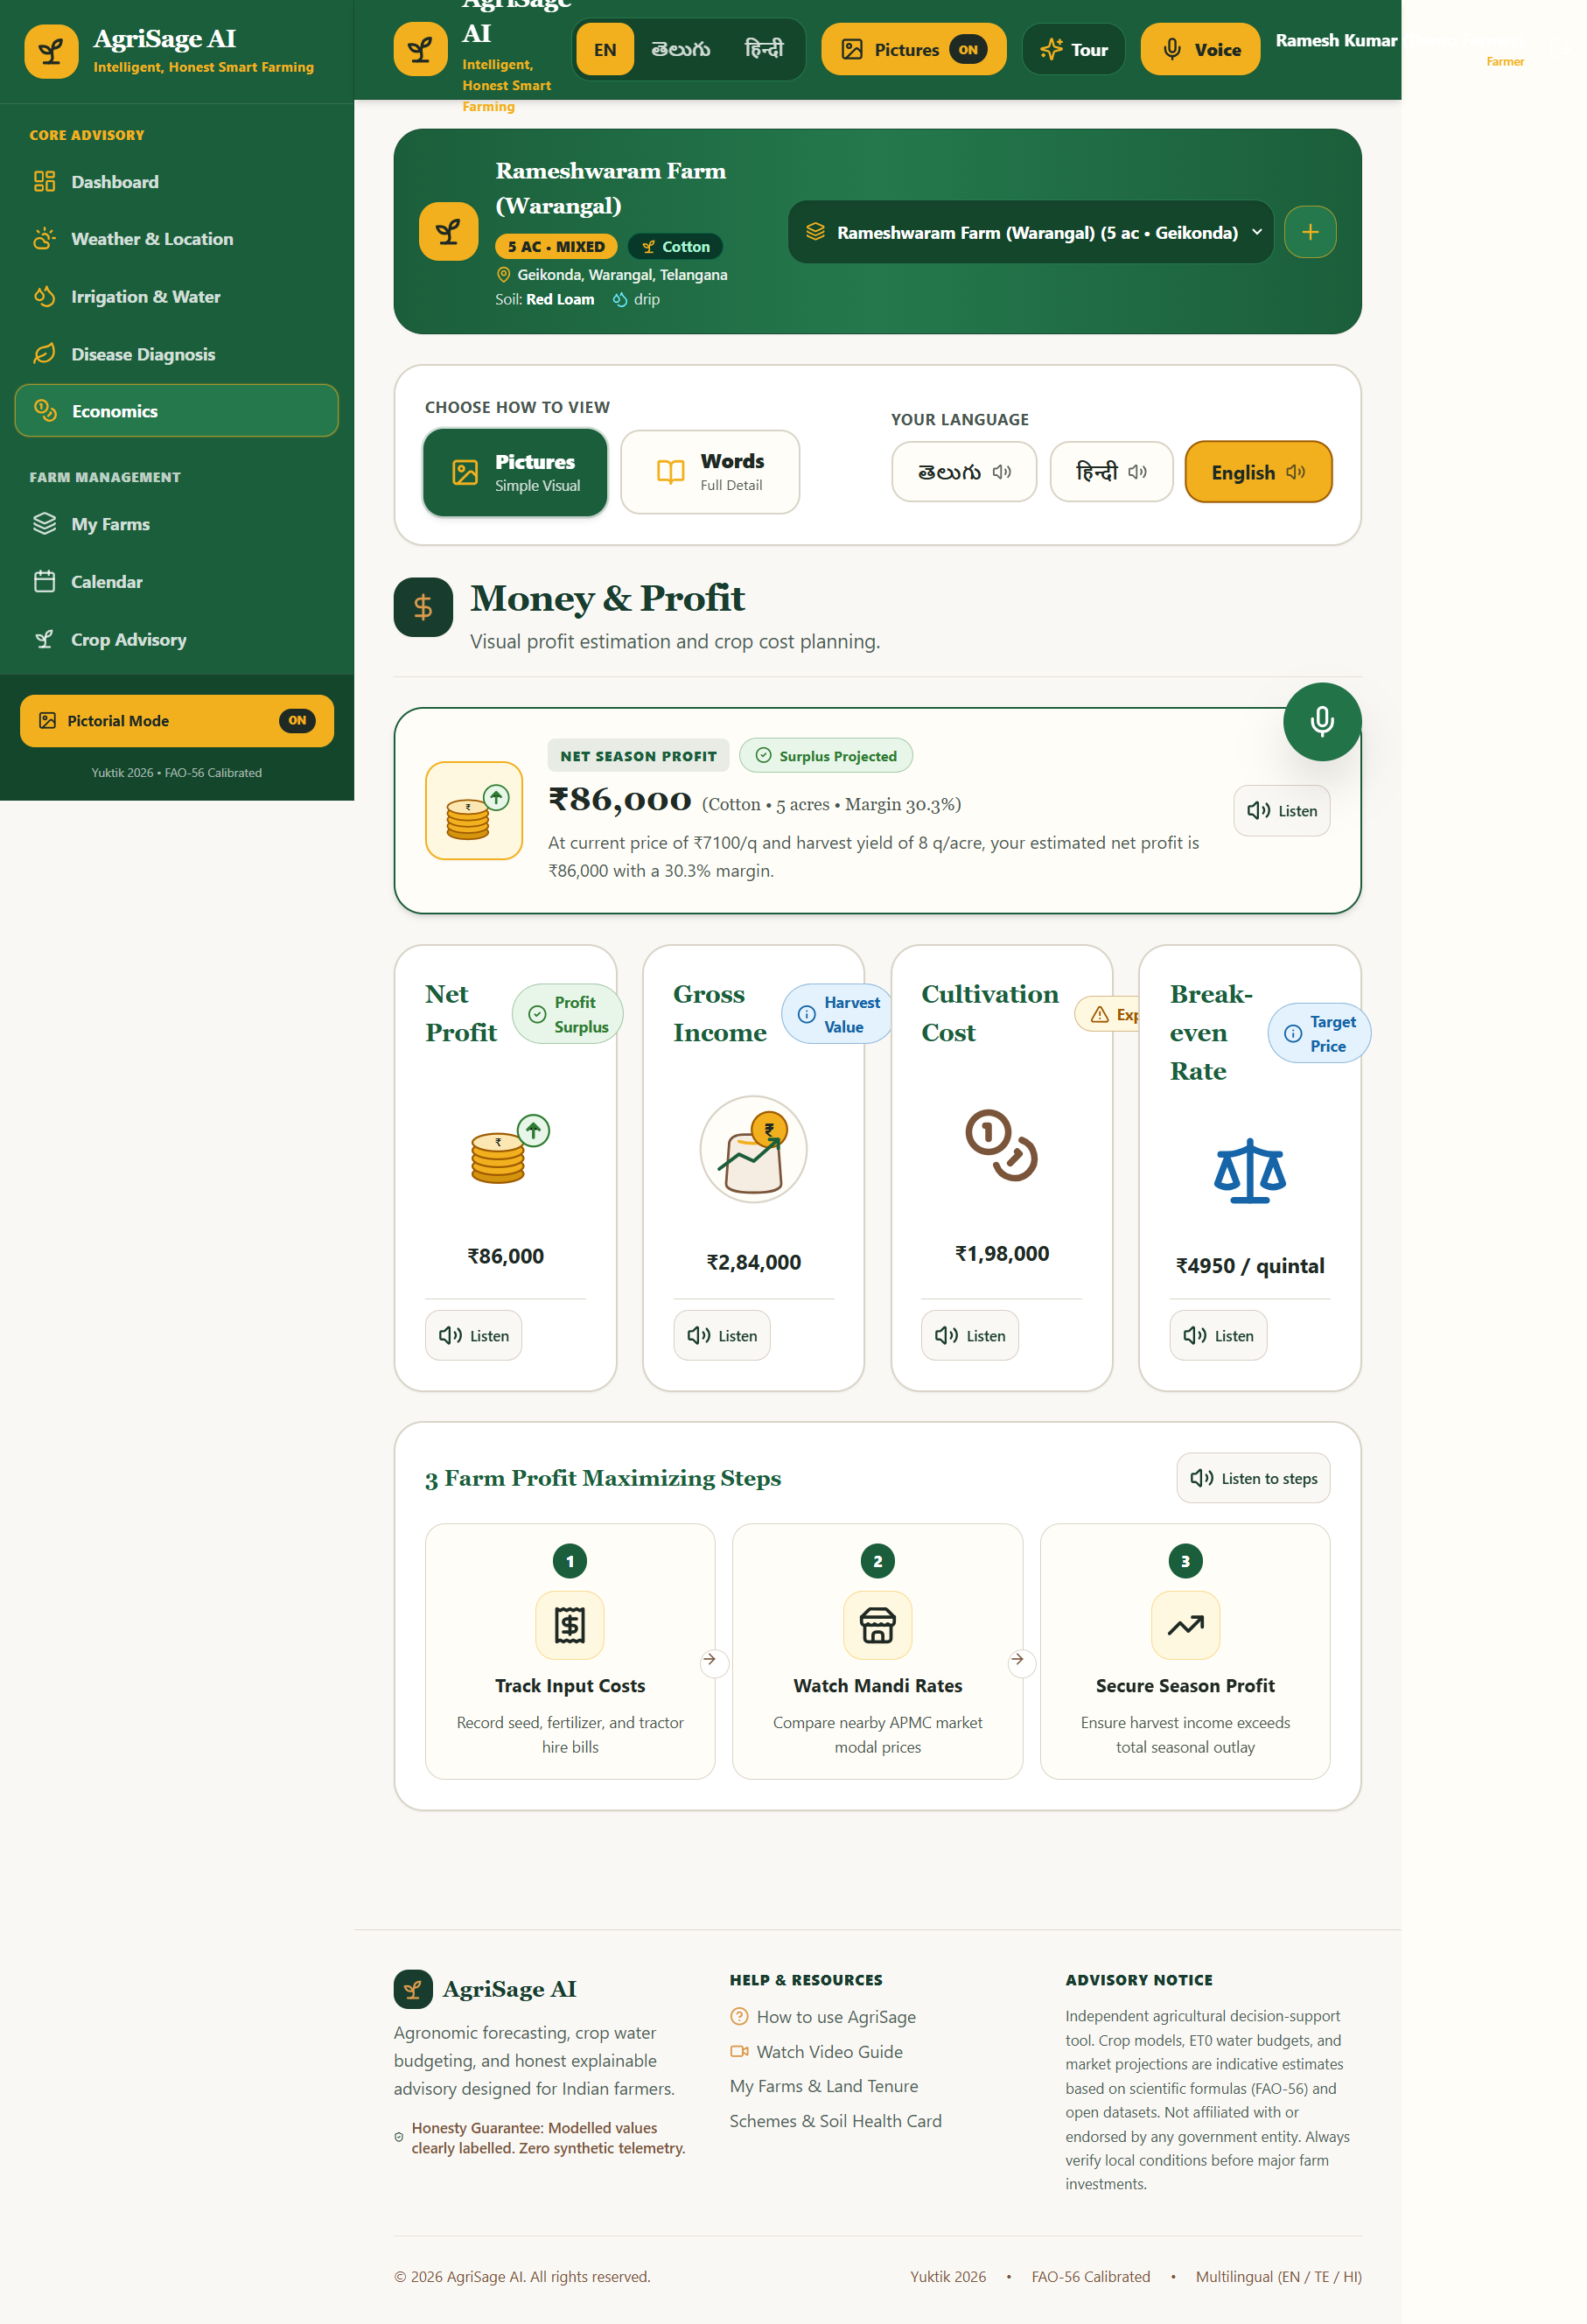 AgriSage AI
Intelligent, Honest Smart Farming
CORE ADVISORY
Dashboard
Weather & Location
Irrigation & Water
Disease Diagnosis
Economics
FARM MANAGEMENT
My Farms
Calendar
Crop Advisory
Pictorial Mode ON
Yuktik 2026 • FAO-56 Calibrated
AgriSage
AI
Intelligent,
Honest Smart
Farming
EN తెలుగు हिन्दी
Pictures ON
Tour
Voice
Ramesh Kumar
Farmer
Rameshwaram Farm
(Warangal)
5 AC • MIXED Cotton
Geikonda, Warangal, Telangana
Soil: Red Loam drip
Rameshwaram Farm (Warangal) (5 ac • Geikonda)
CHOOSE HOW TO VIEW
Pictures
Simple Visual
Words
Full Detail
YOUR LANGUAGE
తెలుగు हिन्दी English
Money & Profit
Visual profit estimation and crop cost planning.
NET SEASON PROFIT Surplus Projected
₹86,000 (Cotton • 5 acres • Margin 30.3%)
At current price of ₹7100/q and harvest yield of 8 q/acre, your estimated net profit is
₹86,000 with a 30.3% margin.
Listen
Net
Profit
Profit
Surplus
₹
₹86,000
Listen
Gross
Income
Harvest
Value
₹
₹2,84,000
Listen
Cultivation
Cost
Exp
₹1,98,000
Listen
Break-
even
Rate
Target
Price
₹4950 / quintal
Listen
3 Farm Profit Maximizing Steps
Listen to steps
1
Track Input Costs
Record seed, fertilizer, and tractor
hire bills
2
Watch Mandi Rates
Compare nearby APMC market
modal prices
3
Secure Season Profit
Ensure harvest income exceeds
total seasonal outlay
AgriSage AI
Agronomic forecasting, crop water
budgeting, and honest explainable
advisory designed for Indian farmers.
Honesty Guarantee: Modelled values
clearly labelled. Zero synthetic telemetry.
HELP & RESOURCES
How to use AgriSage
Watch Video Guide
My Farms & Land Tenure
Schemes & Soil Health Card
ADVISORY NOTICE
Independent agricultural decision-support
tool. Crop models, ET0 water budgets, and
market projections are indicative estimates
based on scientific formulas (FAO-56) and
open datasets. Not affiliated with or
endorsed by any government entity. Always
verify local conditions before major farm
investments.
© 2026 AgriSage AI. All rights reserved.
Yuktik 2026 • FAO-56 Calibrated • Multilingual (EN / TE / HI)